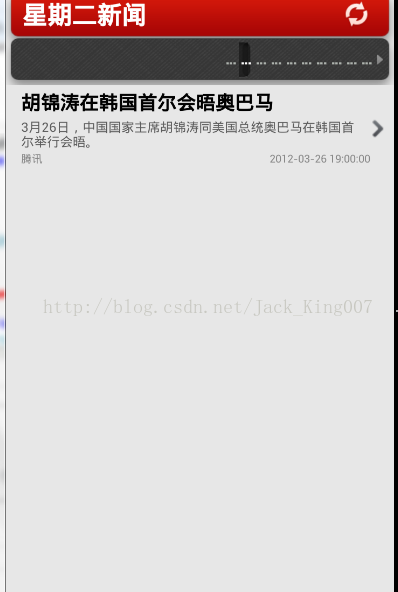 星期二新闻
... ... ... ... ... ... ... ... ... ...
胡锦涛在韩国首尔会晤奥巴马
3月26日，中国国家主席胡锦涛同美国总统奥巴马在韩国首
尔举行会晤。
腾讯 2012-03-26 19:00:00
http://blog.csdn.net/Jack_King007